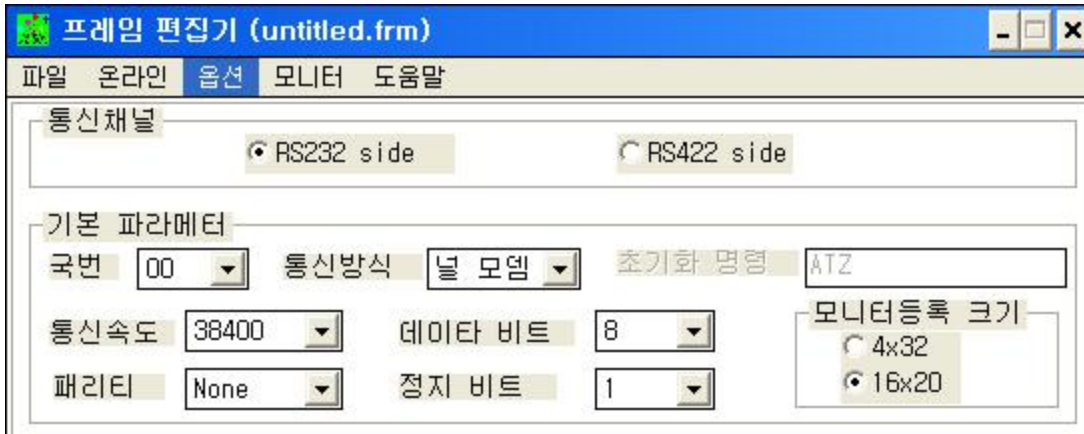 프레임 편집기 (untitled.frm)
파일 온라인 옵션 모니터 도움말
통신채널
RS232 side RS422 side
기본 파라메터
국번 00 통신방식 널 모뎀 초기화 명령 ATZ
통신속도 38400 데이타 비트 8 모니터등록 크기
4x32
패리티 None 정지 비트 1 16x20